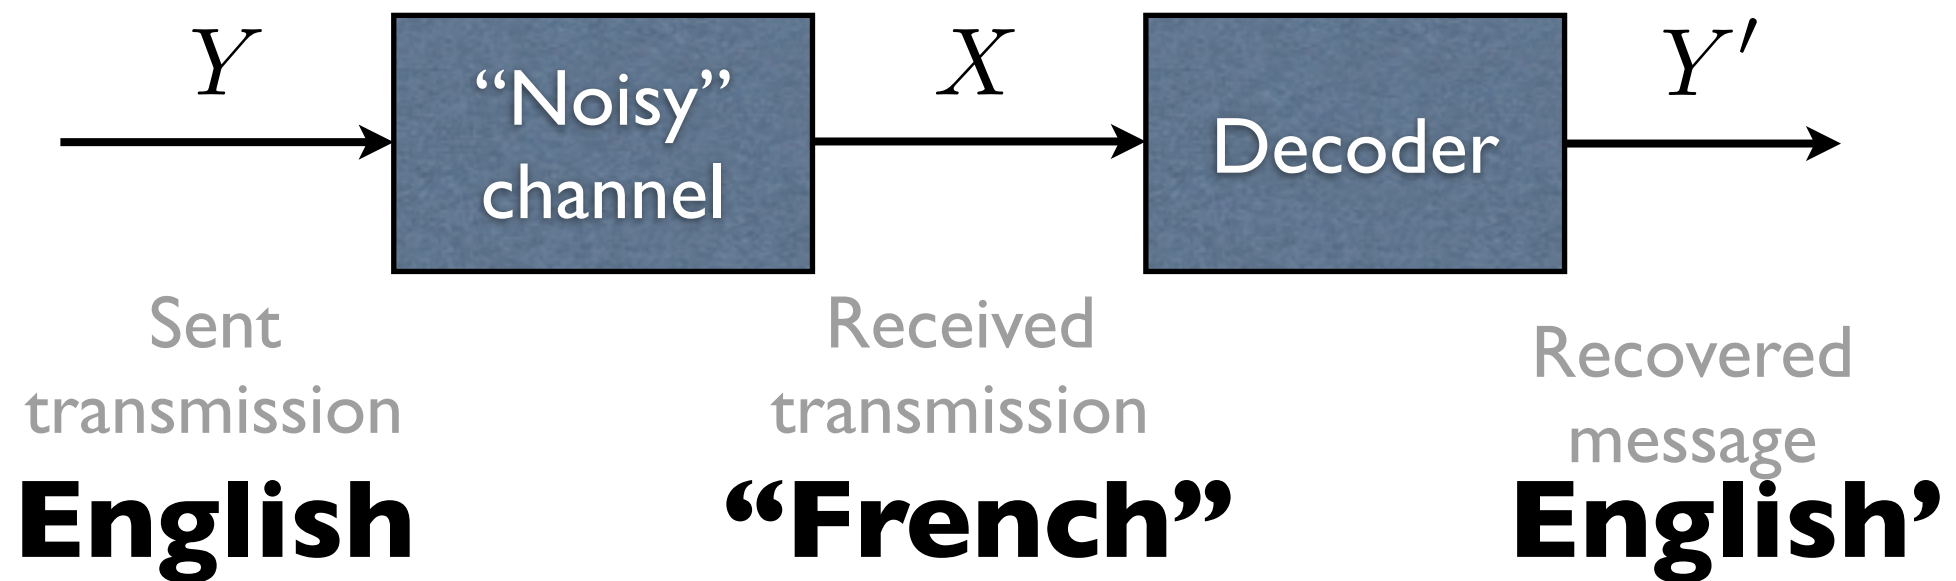 Y
X
Y′
“Noisy”
channel
Decoder
Sent
transmission
Received
transmission
Recovered
message
English
“French”
English’